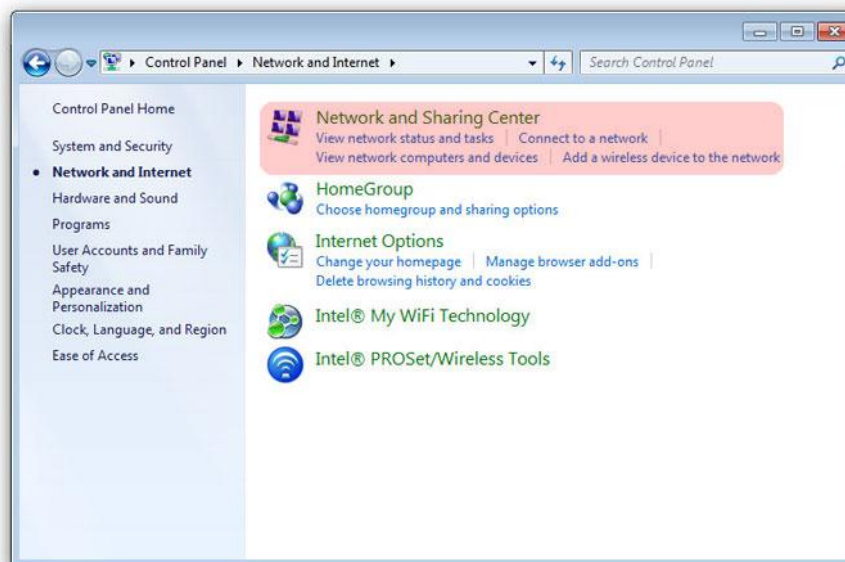 Control Panel Network and Internet Search Control Panel
Control Panel Home
System and Security
Network and Internet
Hardware and Sound
Programs
User Accounts and Family
Safety
Appearance and
Personalization
Clock, Language, and Region
Ease of Access
Network and Sharing Center
View network status and tasks Connect to a network
View network computers and devices Add a wireless device to the network
HomeGroup
Choose homegroup and sharing options
Internet Options
Change your homepage Manage browser add-ons
Delete browsing history and cookies
Intel® My WiFi Technology
Intel® PROSet/Wireless Tools